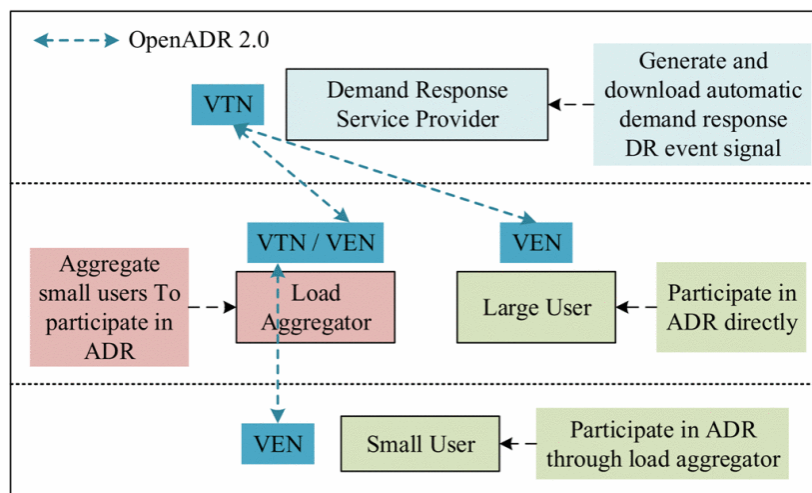 OpenADR 2.0
VTN
Demand Response
Service Provider
Generate and
download automatic
demand response
DR event signal
VTN / VEN
VEN
Aggregate
small users To
participate in
ADR
Load
Aggregator
Large User
Participate in
ADR directly
VEN
Small User
Participate in ADR
through load aggregator